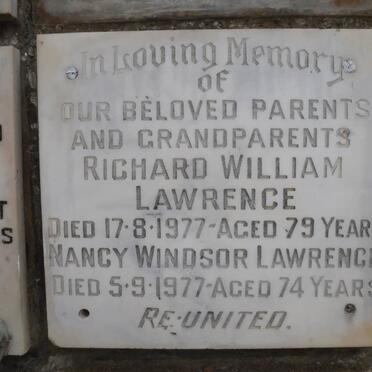 In Loving Memory
OF
OUR BELOVED PARENTS
AND GRANDPARENTS
RICHARD WILLIAM
LAWRENCE
DIED 17·8·1977-AGED 79 YEAR
NANCY WINDSOR LAWRENCE
DIED 5·9·1977-AGED 74 YEARS
RE-UNITED.